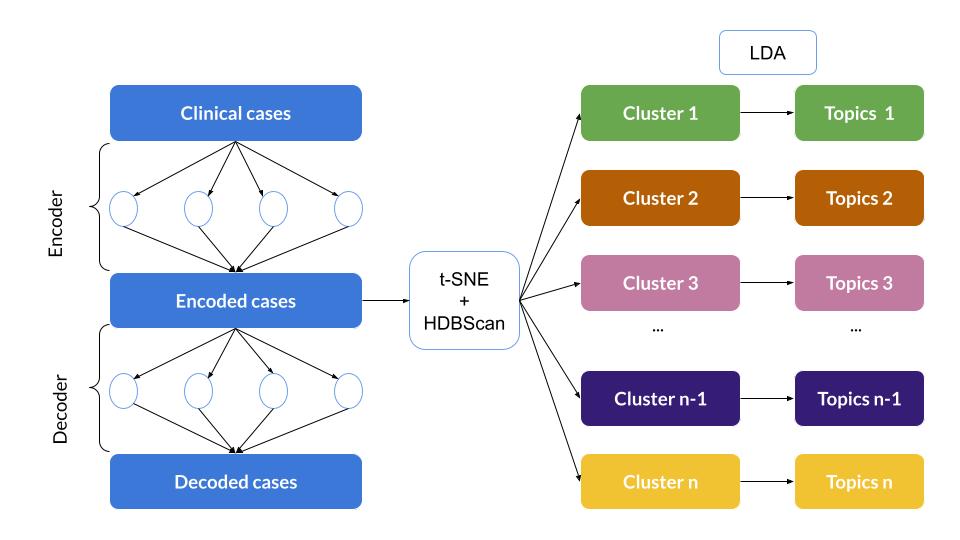 LDA
Clinical cases
Encoder
Encoded cases
Decoder
Decoded cases
t-SNE
+
HDBScan
Cluster 1
Topics 1
Cluster 2
Topics 2
Cluster 3
Topics 3
...
...
Cluster n-1
Topics n-1
Cluster n
Topics n